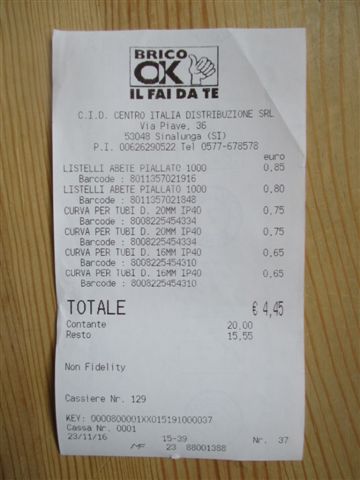 BRICO
OK
IL FAI DA TE
C.I.D. CENTRO ITALIA DISTRIBUZIONE SRL
Via Piave, 36
53048 Sinalunga (SI)
P.I. 00626290522 Tel 0577-678578
euro
LISTELLI ABETE PIALLATO 1000 0,85
Barcode : 8011357021916
LISTELLI ABETE PIALLATO 1000 0,80
Barcode : 8011357021848
CURVA PER TUBI D. 20MM IP40 0,75
Barcode : 8008225454334
CURVA PER TUBI D. 20MM IP40 0,75
Barcode : 8008225454334
CURVA PER TUBI D. 16MM IP40 0,65
Barcode : 8008225454310
CURVA PER TUBI D. 16MM IP40 0,65
Barcode : 8008225454310
TOTALE € 4,45
Contante 20,00
Resto 15,55
Non Fidelity
Cassiere Nr. 129
KEY: 0000800001XX015191000037
Cassa Nr. 0001
23/11/16 15-39 Nr. 37
MF 23 88001388